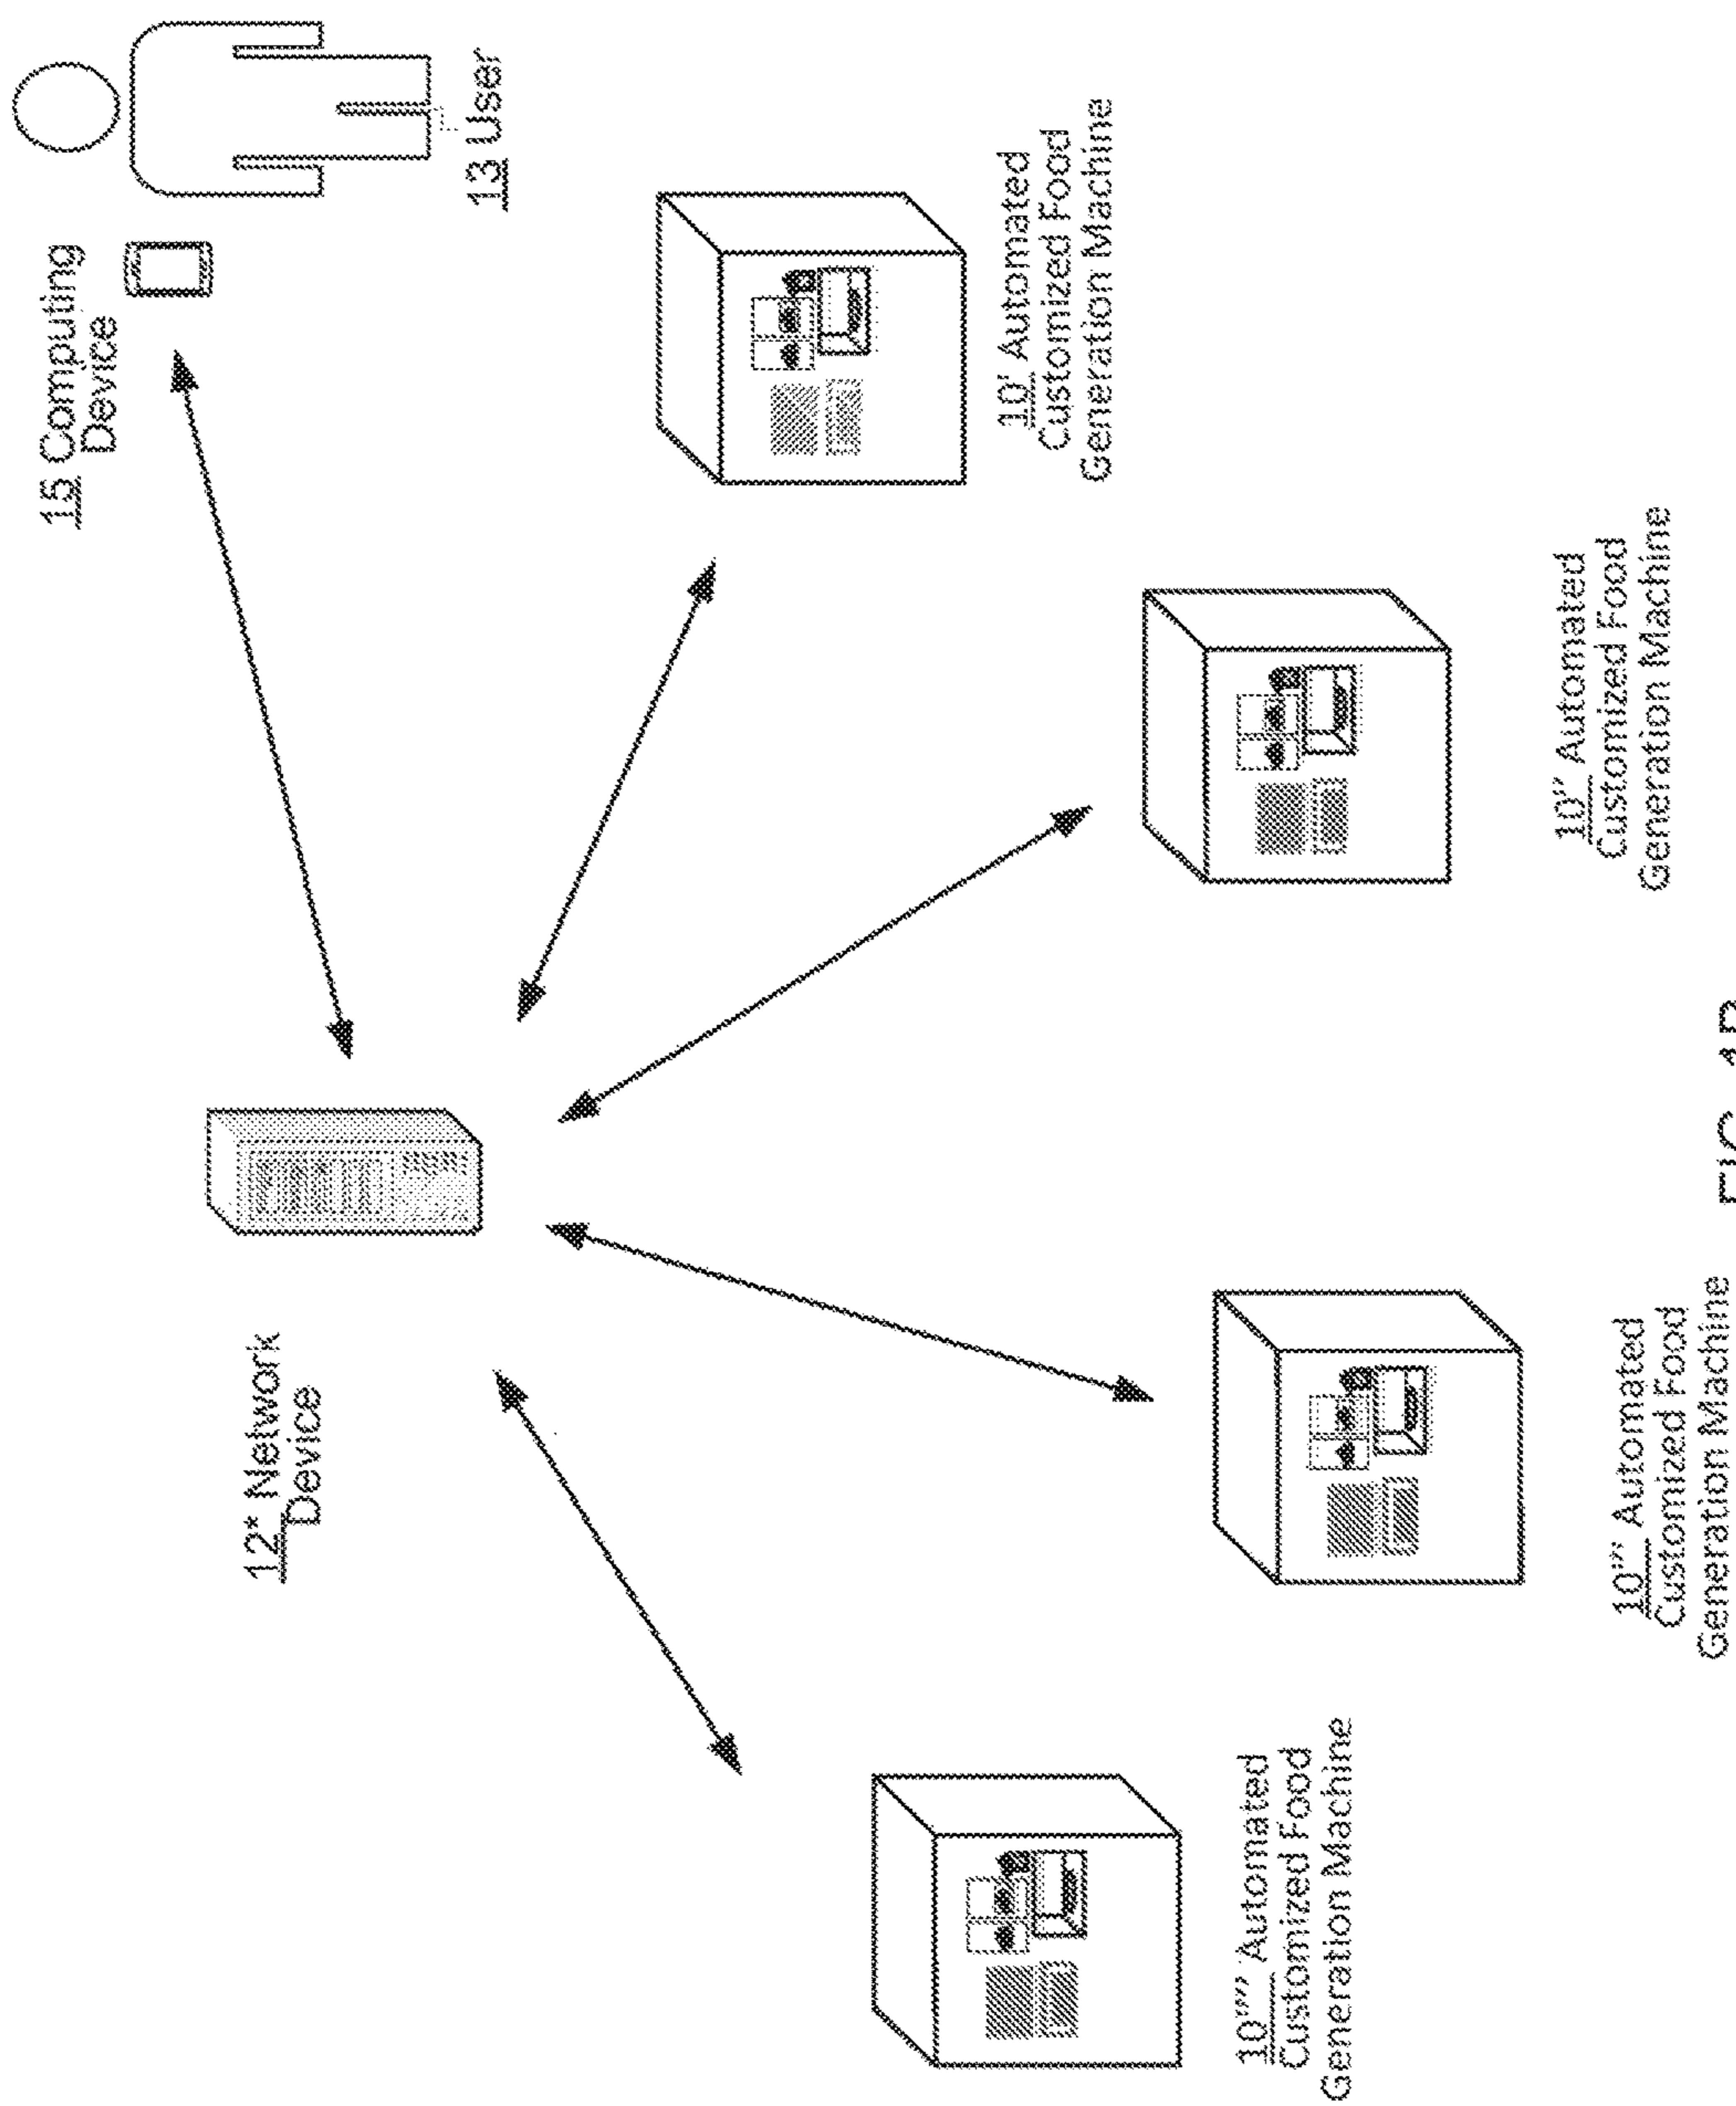 15 Computing
Device
12* Network
Device
13 User
10' Automated
Customized Food
Generation Machine
10'''' Automated
Customized Food
Generation Machine
10'' Automated
Customized Food
Generation Machine
10''' Automated
Customized Food
Generation Machine
FIG.